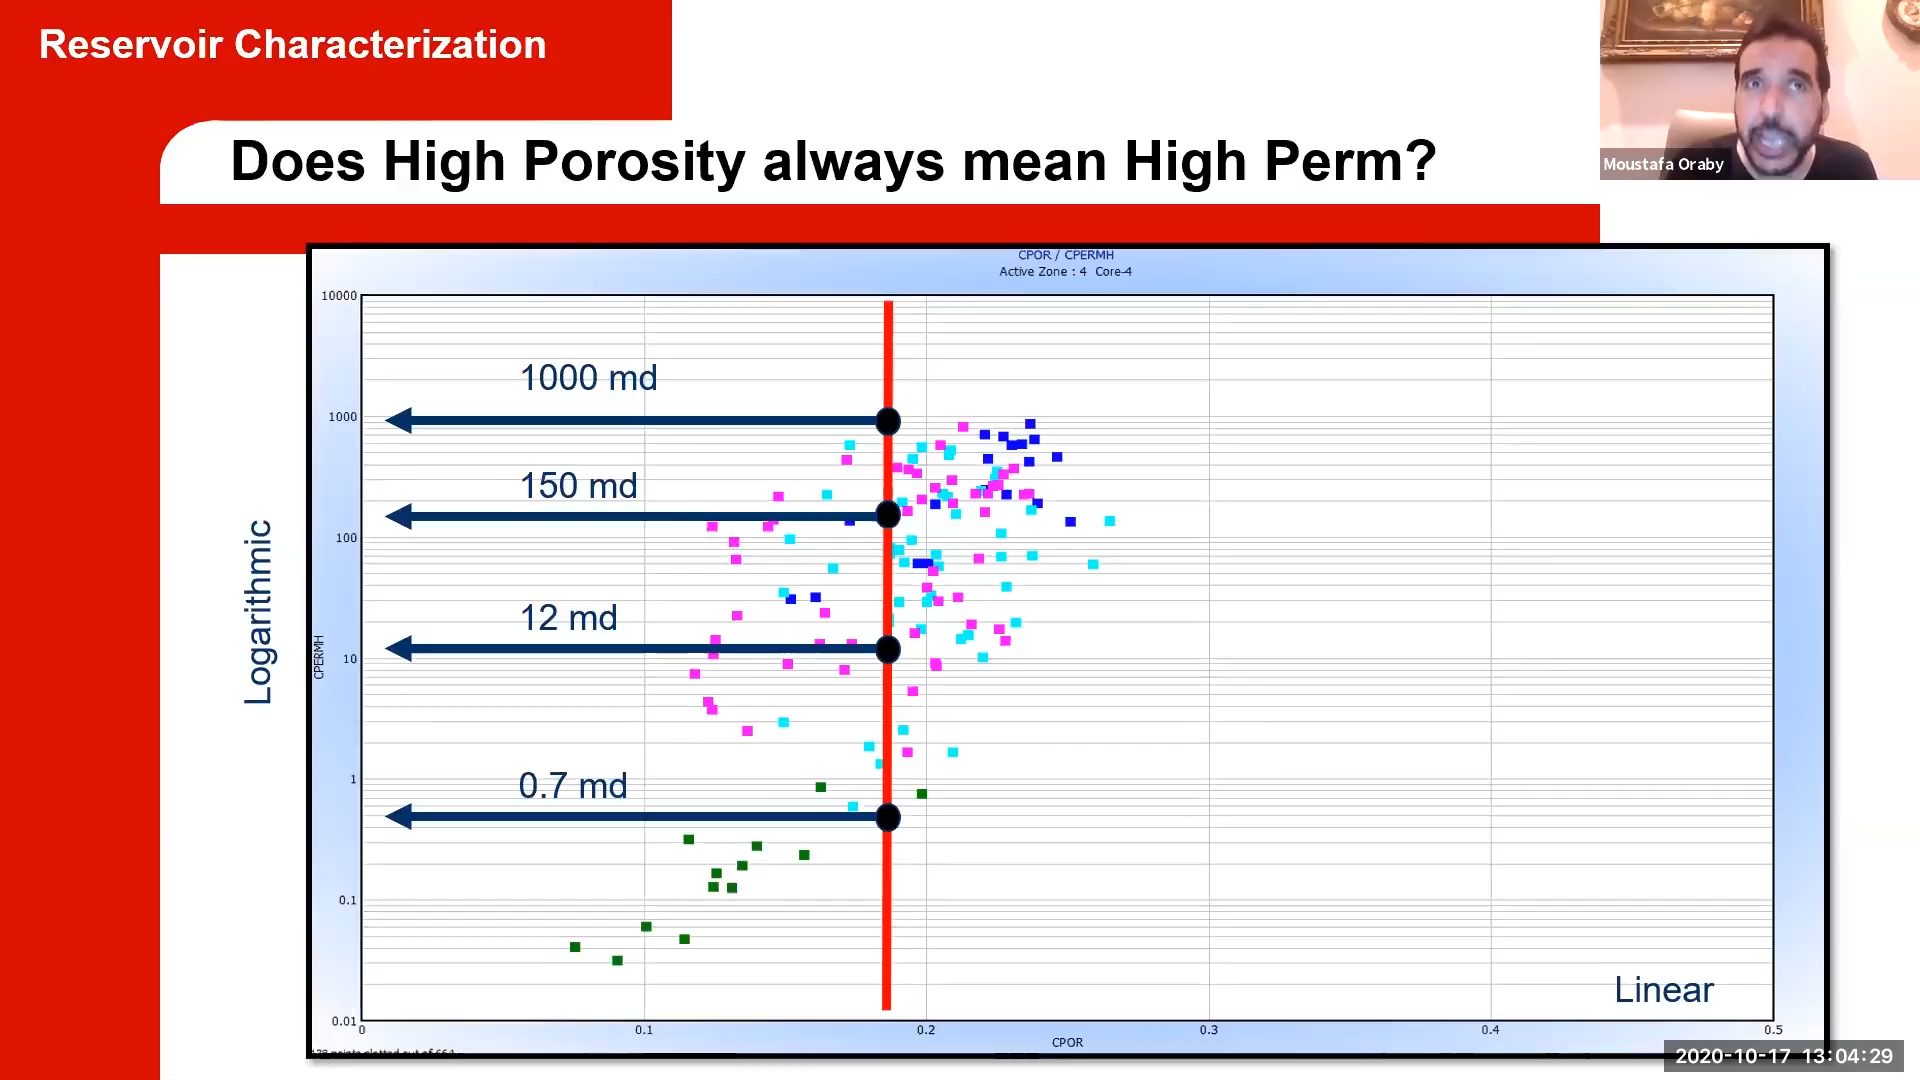 Reservoir Characterization
Does High Porosity always mean High Perm?
Moustafa Oraby
CPOR / CPERMH
Active Zone : 4 Core-4
10000
1000
100
10
1
0.1
0.01
1000 md
150 md
12 md
0.7 md
Logarithmic
CPERMH
Linear
0
0.1
0.2
0.3
0.4
0.5
CPOR
2020-10-17 13:04:29